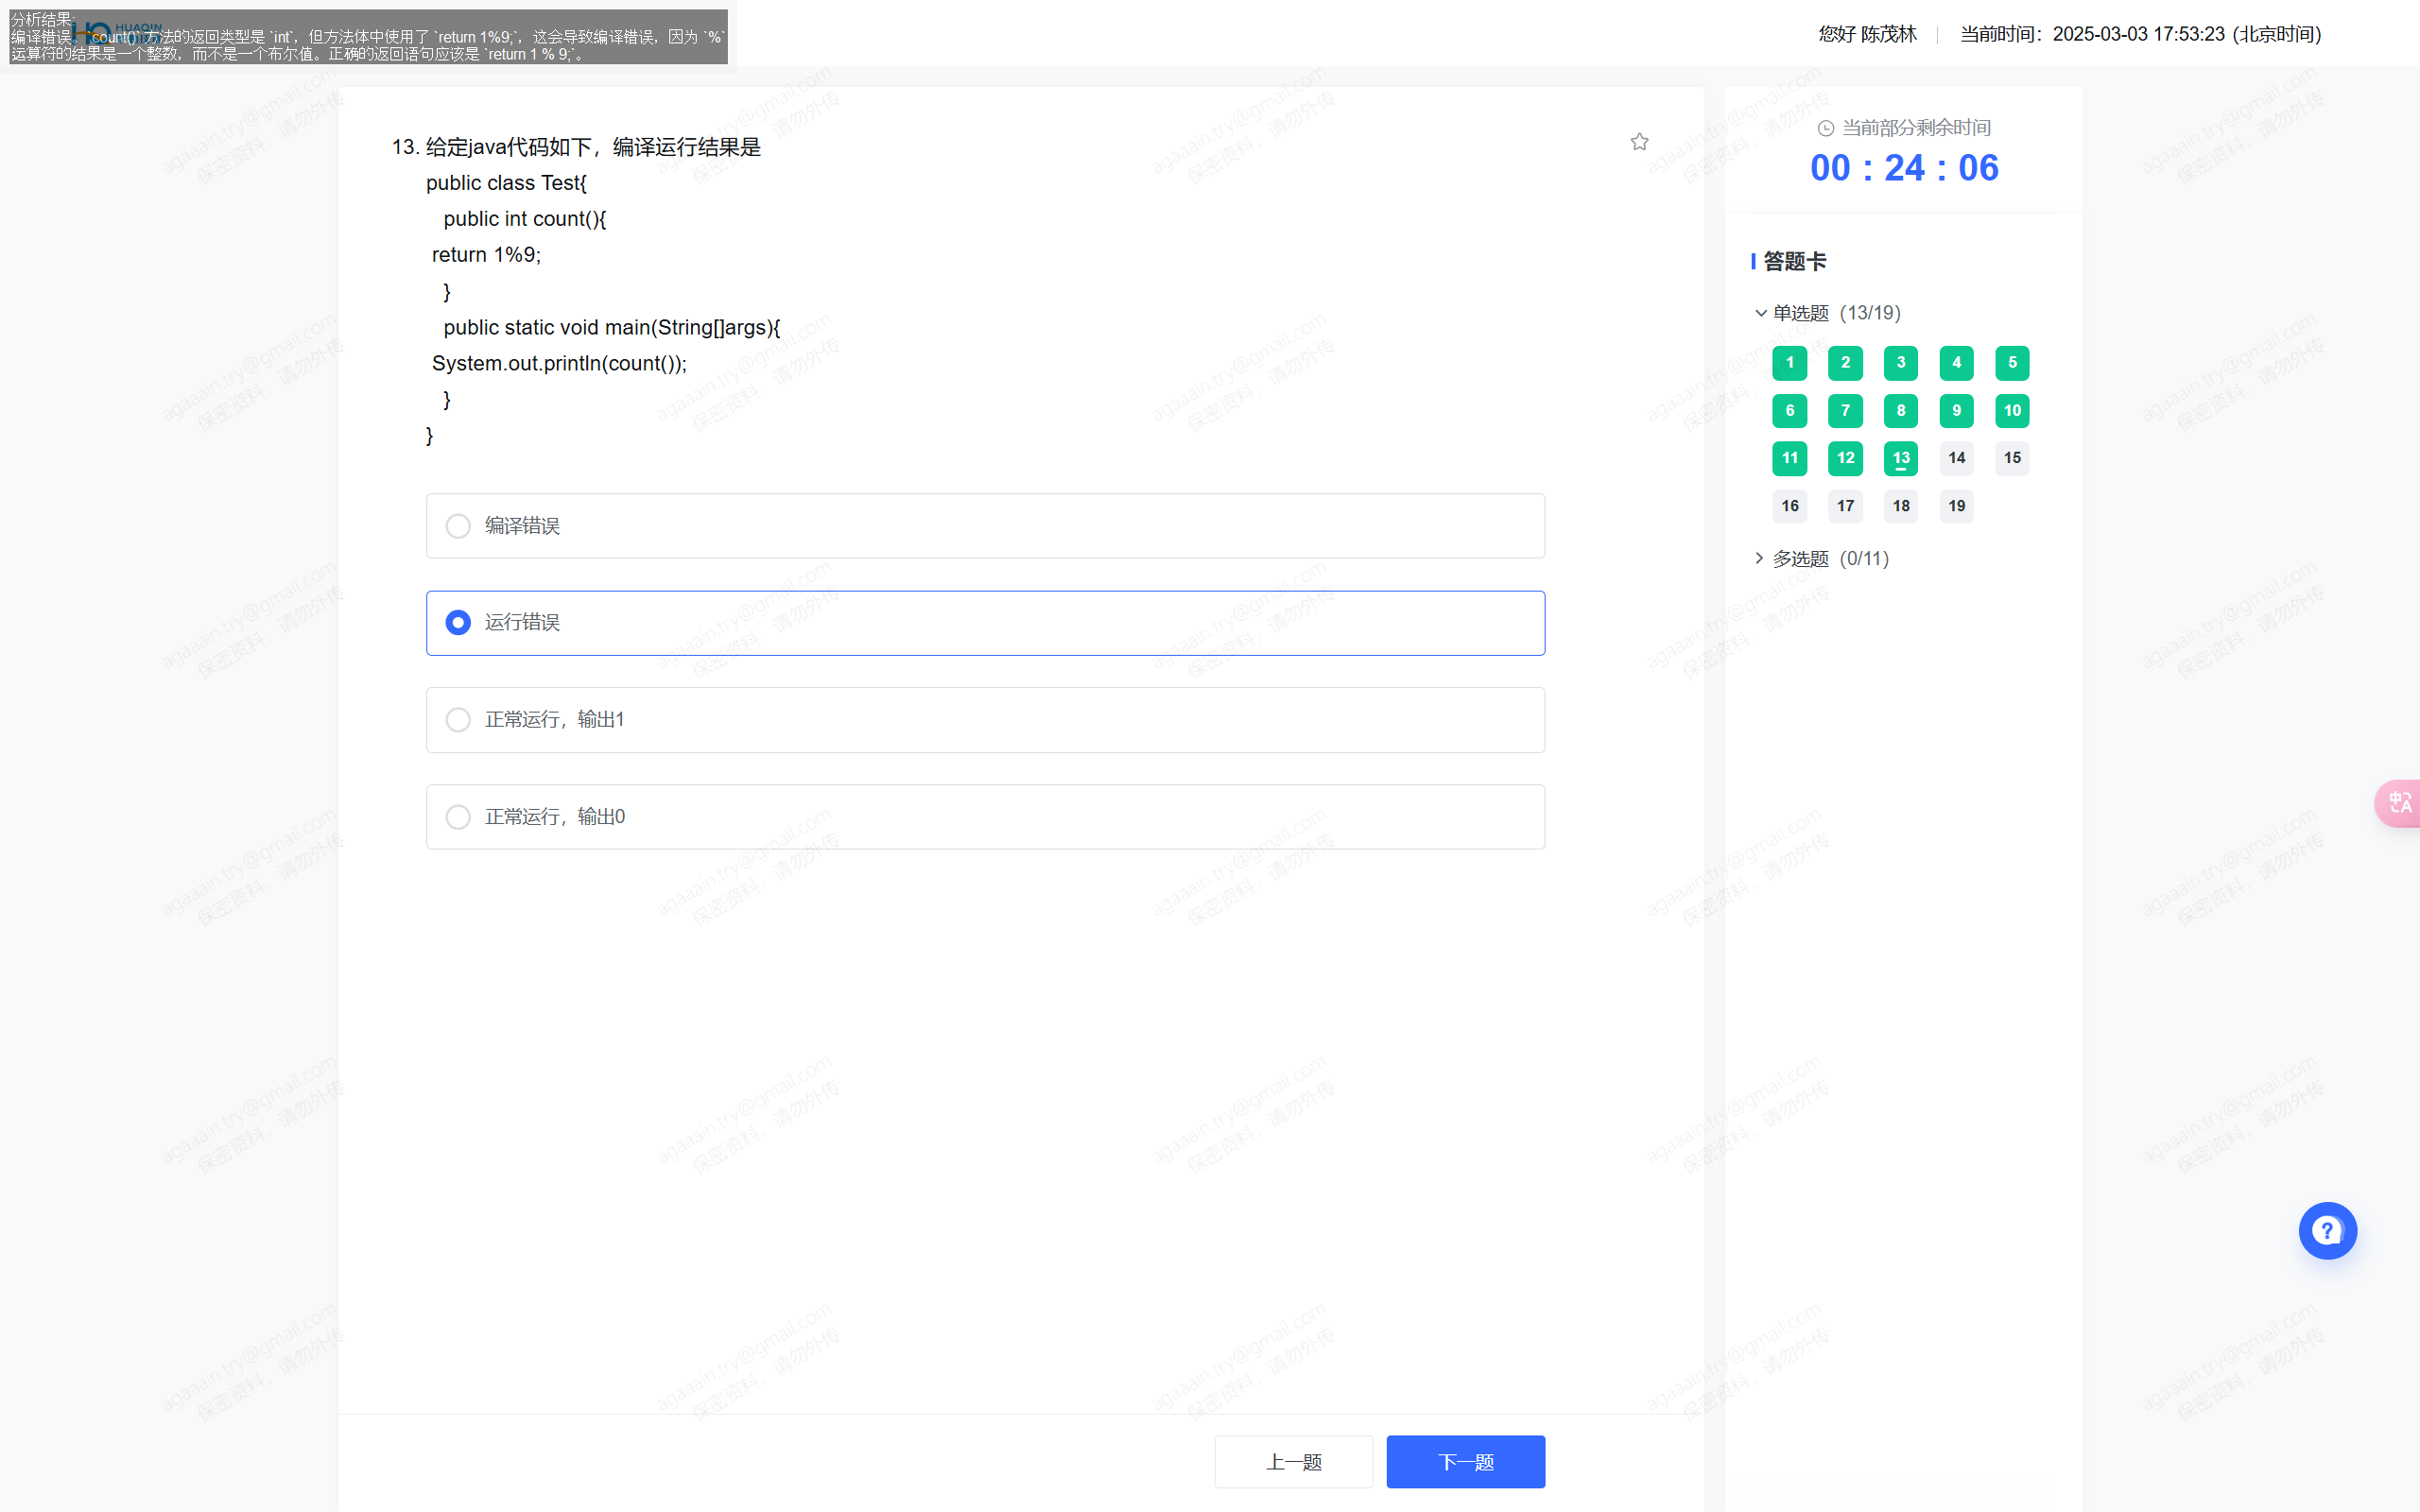 分析结果:
编译错误。`count()`方法的返回类型是 `int`，但方法体中使用了 `return 1%9;`，这会导致编译错误，因为 `%`
运算符的结果是一个整数，而不是一个布尔值。正确的返回语句应该是 `return 1 % 9;`。
HUAQIN
您好 陈茂林
当前时间：2025-03-03 17:53:23 (北京时间)
13. 给定java代码如下，编译运行结果是
public class Test{
public int count(){
return 1%9;
}
public static void main(String[]args){
System.out.println(count());
}
}
编译错误
运行错误
正常运行，输出1
正常运行，输出0
上一题
下一题
当前部分剩余时间
00 : 24 : 06
答题卡
单选题（13/19）
1 2 3 4 5
6 7 8 9 10
11 12 13 14 15
16 17 18 19
多选题（0/11）
中A
?
agaaain.try@gmail.com
保密资料，请勿外传